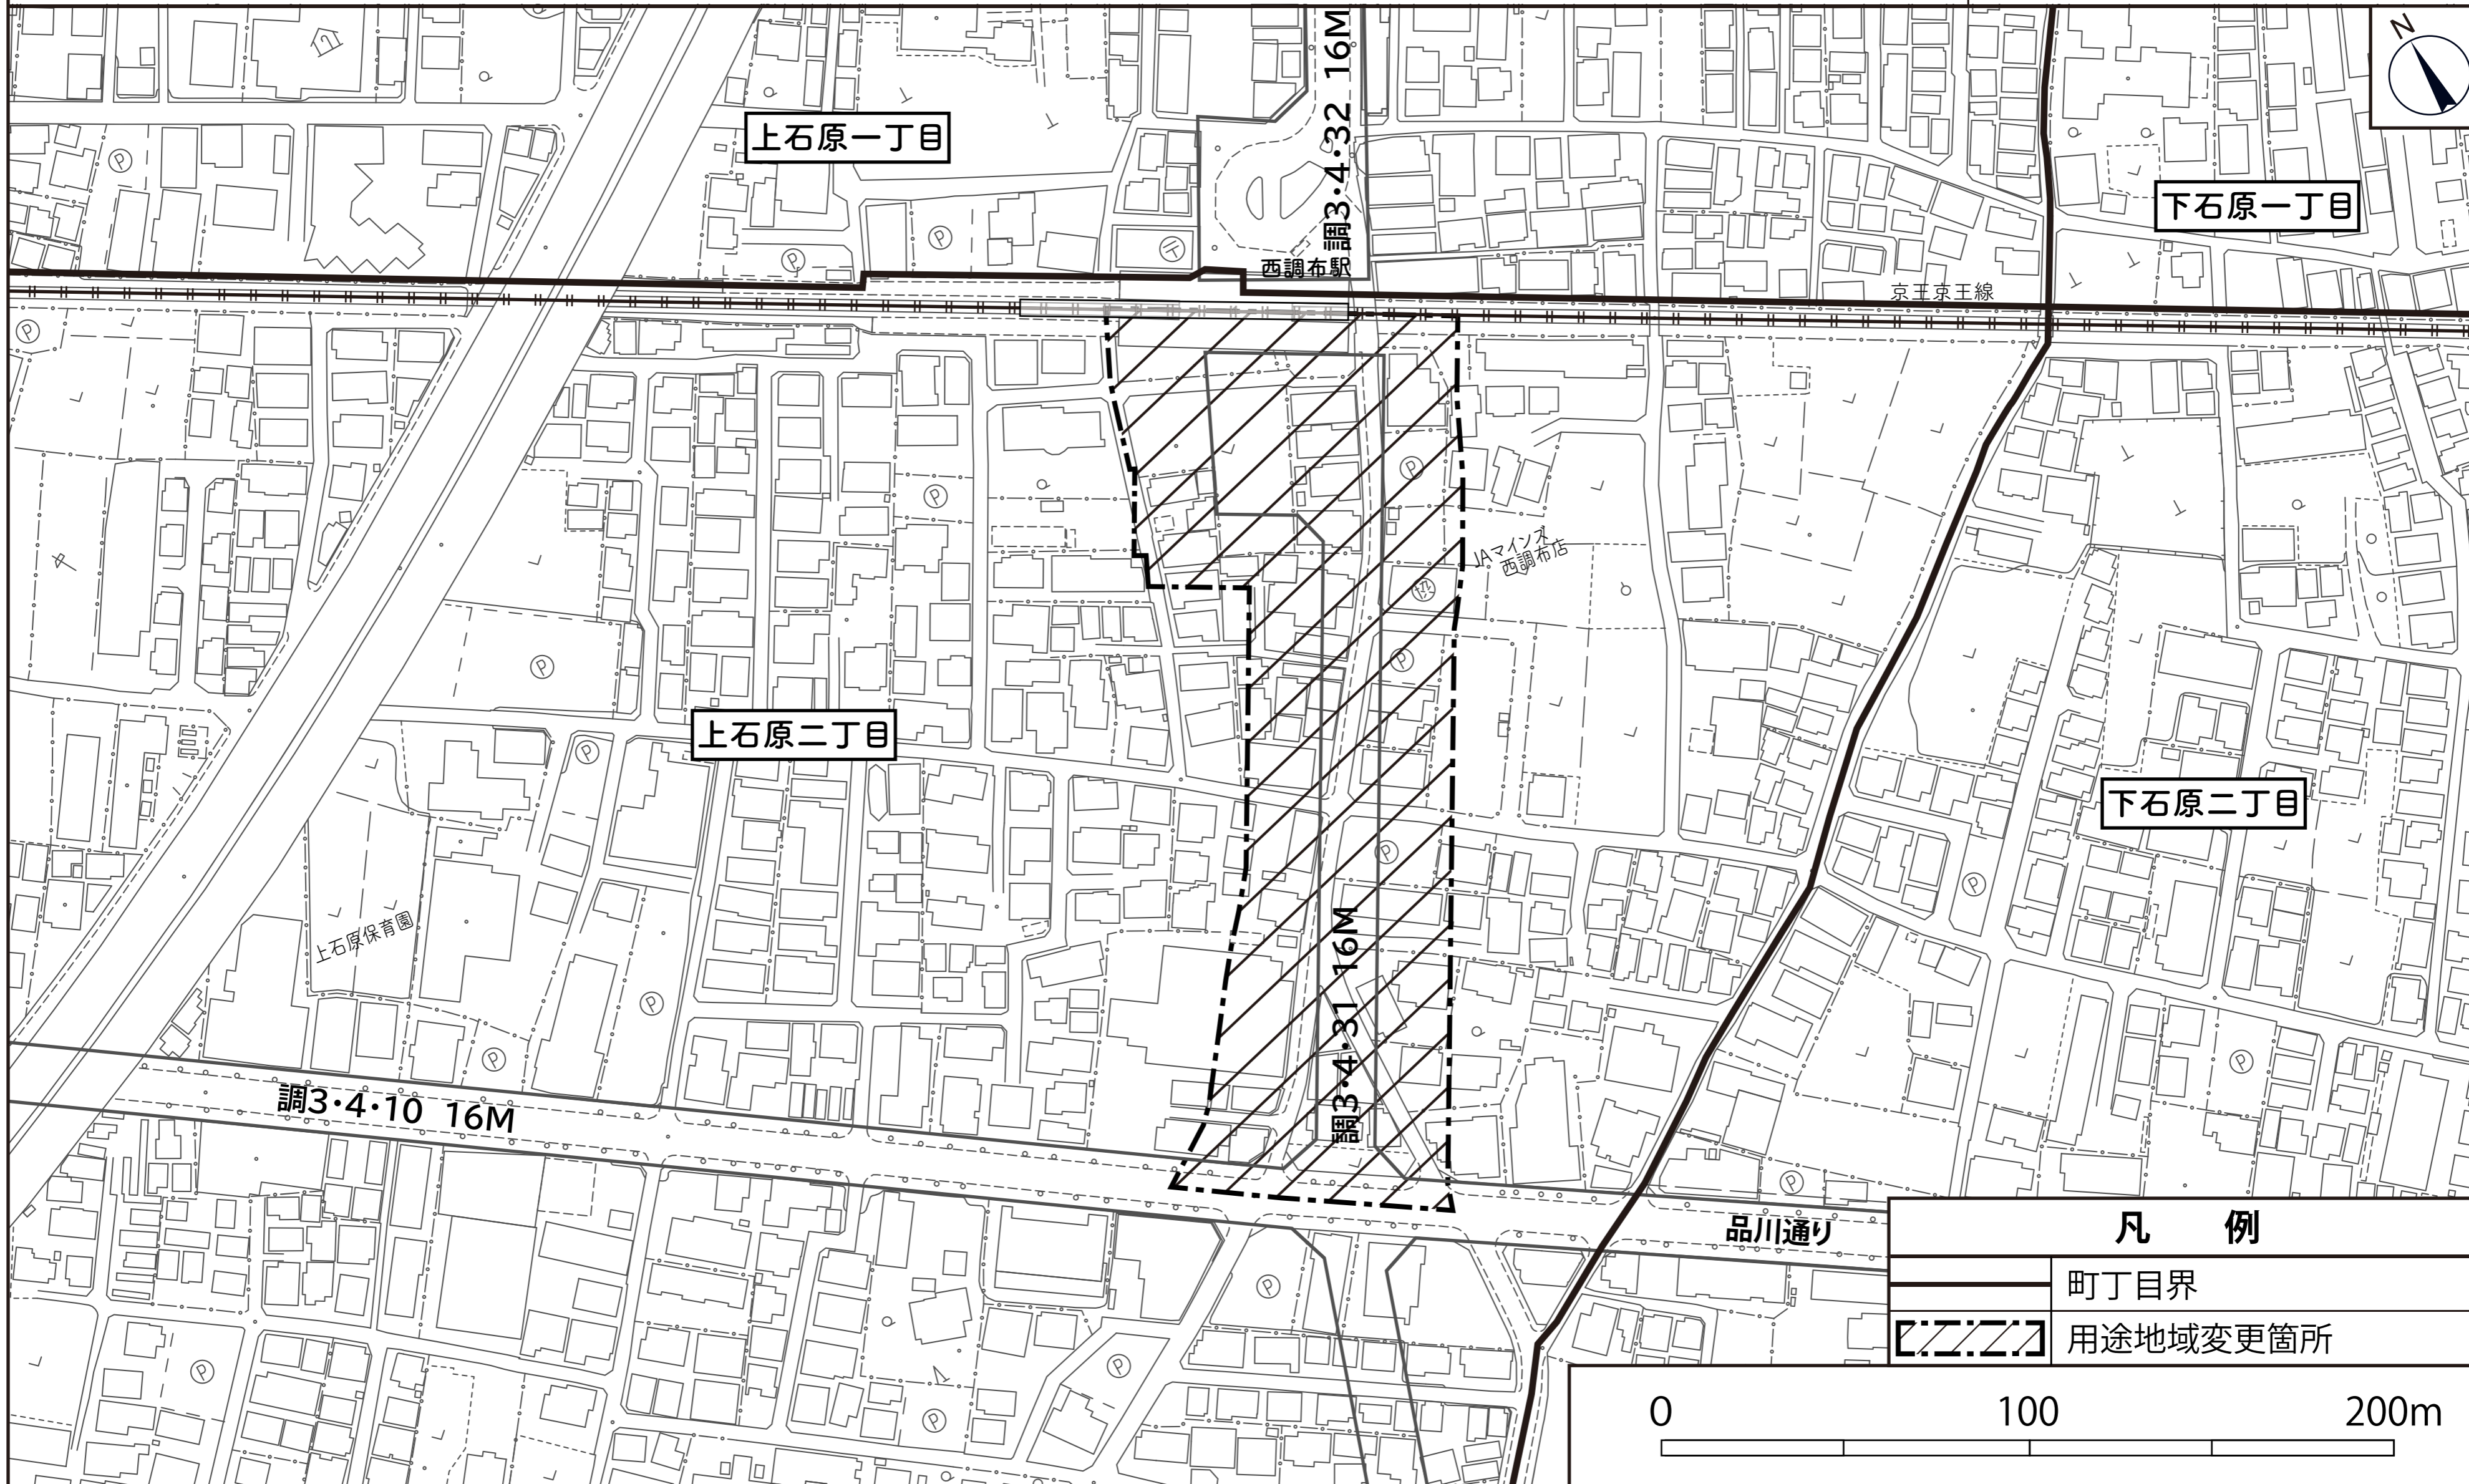 N
調3・4・32 16M
上石原一丁目
下石原一丁目
西調布駅
京王京王線
JAマインズ
西調布店
上石原二丁目
下石原二丁目
上石原保育園
調3・4・31 16M
調3・4・10 16M
品川通り
凡 例
町丁目界
用途地域変更箇所
0 100 200m